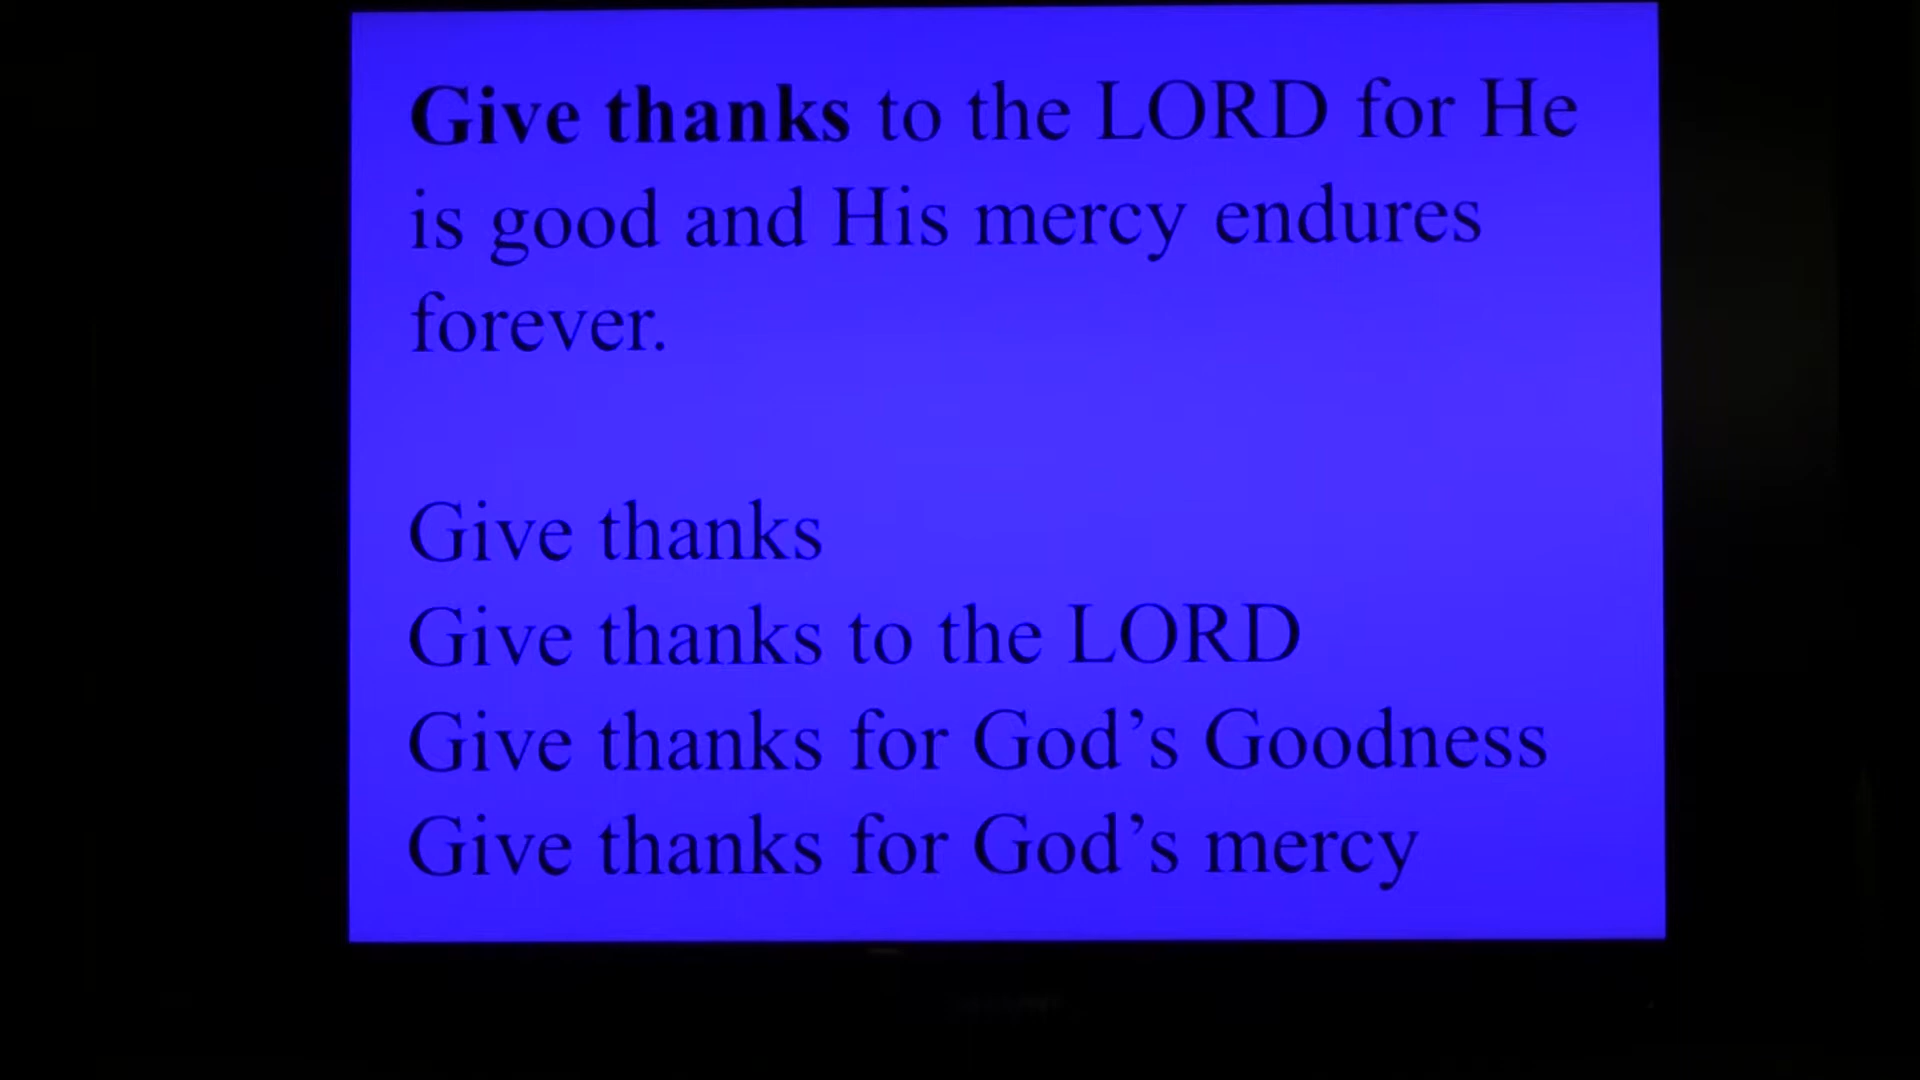 Give thanks to the LORD for He
is good and His mercy endures
forever.
Give thanks
Give thanks to the LORD
Give thanks for God’s Goodness
Give thanks for God’s mercy